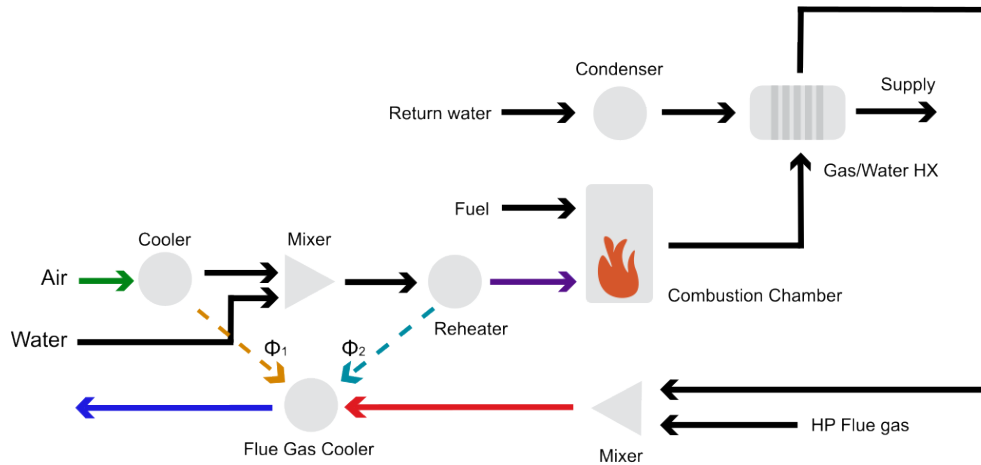 Condenser
Return water
Supply
Gas/Water HX
Fuel
Combustion Chamber
Cooler
Mixer
Air
Reheater
Water
Φ1
Φ2
Flue Gas Cooler
HP Flue gas
Mixer